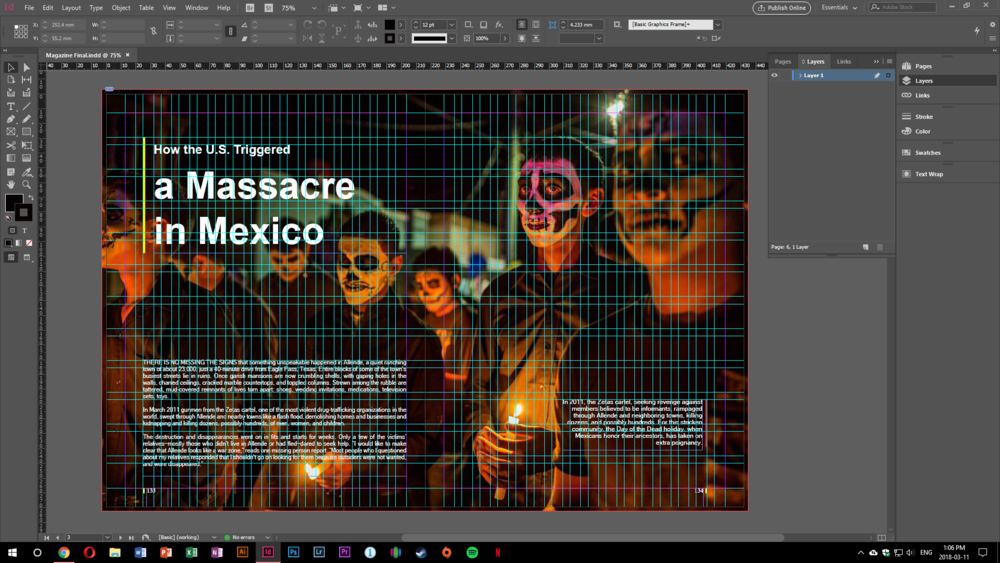 File Edit Layout Type Object Table View Window Help
Br St 75%
Publish Online
Essentials
Adobe Stock
X: 252.4 mm
Y: 55.2 mm
W:
H:
12 pt
100%
4.233 mm
[Basic Graphics Frame]+
Magazine Final.indd @ 75%
Pages Layers Links
Layer 1
Page: 6, 1 Layer
Pages
Layers
Links
Stroke
Color
Swatches
Text Wrap
How the U.S. Triggered
a Massacre
in Mexico
THERE IS NO MISSING THE SIGNS that something unspeakable happened in Allende, a quiet ranching
town of about 23,000, just a 40-minute drive from Eagle Pass, Texas. Entire blocks of some of the town's
busiest streets lie in ruins. Once garish mansions are now crumbling shells, with gaping holes in the
walls, charred ceilings, cracked marble countertops, and toppled columns. Strewn among the rubble are
tattered, mud-covered remnants of lives torn apart: shoes, wedding invitations, medications, television
sets, toys.
In March 2011 gunmen from the Zetas cartel, one of the most violent drug-trafficking organizations in the
world, swept through Allende and nearby towns like a flash flood, demolishing homes and businesses and
kidnapping and killing dozens, possibly hundreds, of men, women, and children.
The destruction and disappearances went on in fits and starts for weeks. Only a few of the victims'
relatives—mostly those who didn't live in Allende or had fled—dared to seek help. "I would like to make
clear that Allende looks like a war zone," reads one missing person report. "Most people who I questioned
about my relatives responded that I shouldn't go on looking for them because outsiders were not wanted,
and were disappeared."
In 2011, the Zetas cartel, seeking revenge against
members believed to be informants, rampaged
through Allende and neighboring towns, killing
dozens, and possibly hundreds. For this stricken
community, the Day of the Dead holiday, when
Mexicans honor their ancestors, has taken on
extra poignancy.
133
134
3
[Basic] (working)
No errors
ENG
1:06 PM
2018-03-11